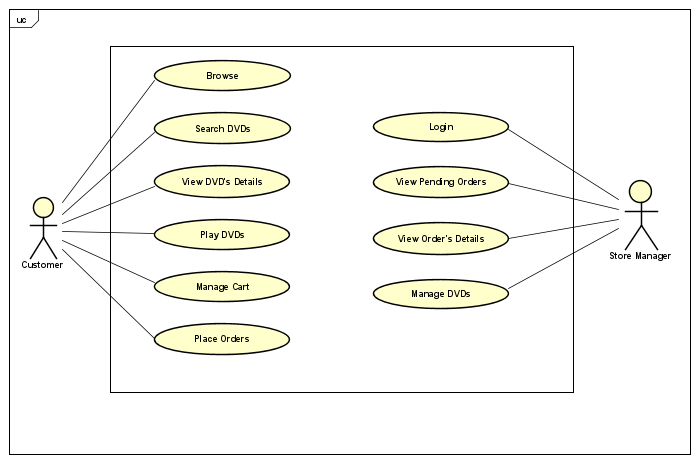 uc
Browse
Search DVDs
View DVD's Details
Play DVDs
Manage Cart
Place Orders
Customer
Login
View Pending Orders
View Order's Details
Manage DVDs
Store Manager